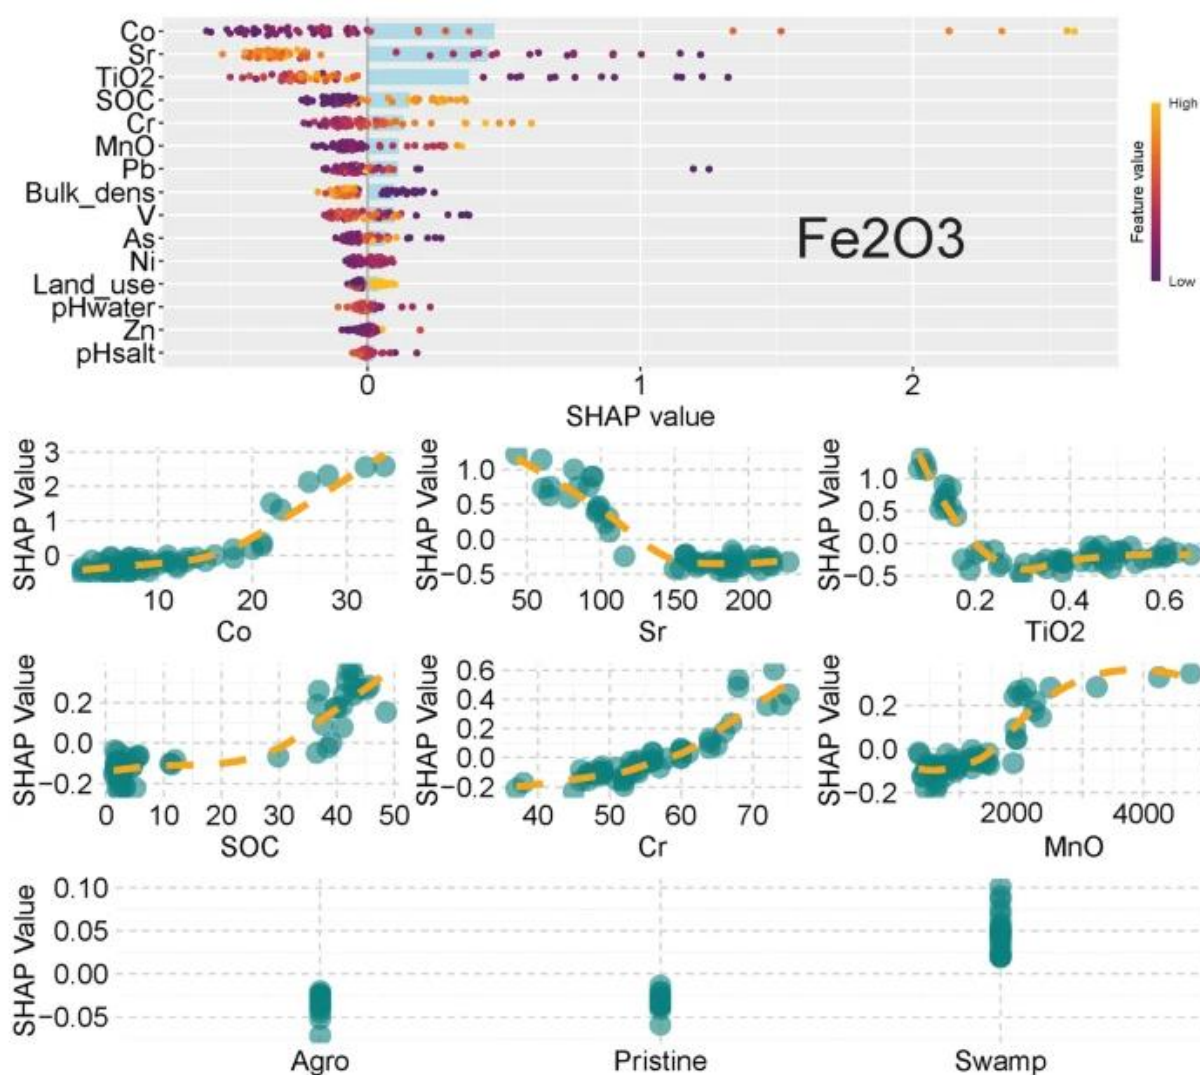 Co
Sr
TiO2
SOC
Cr
MnO
Pb
Bulk_dens
V
As
Ni
Land_use
pHwater
Zn
pHsalt
Fe2O3
High
Feature value
Low
0 1 2
SHAP value
SHAP Value
3
2
1
0
10 20 30
Co
SHAP Value
1.0
0.5
0.0
−0.5
50 100 150 200
Sr
SHAP Value
1.0
0.5
0.0
−0.5
0.2 0.4 0.6
TiO2
SHAP Value
0.2
0.0
−0.2
0 10 20 30 40 50
SOC
SHAP Value
0.6
0.4
0.2
0.0
−0.2
40 50 60 70
Cr
SHAP Value
0.2
0.0
−0.2
2000 4000
MnO
SHAP Value
0.10
0.05
0.00
−0.05
Agro Pristine Swamp